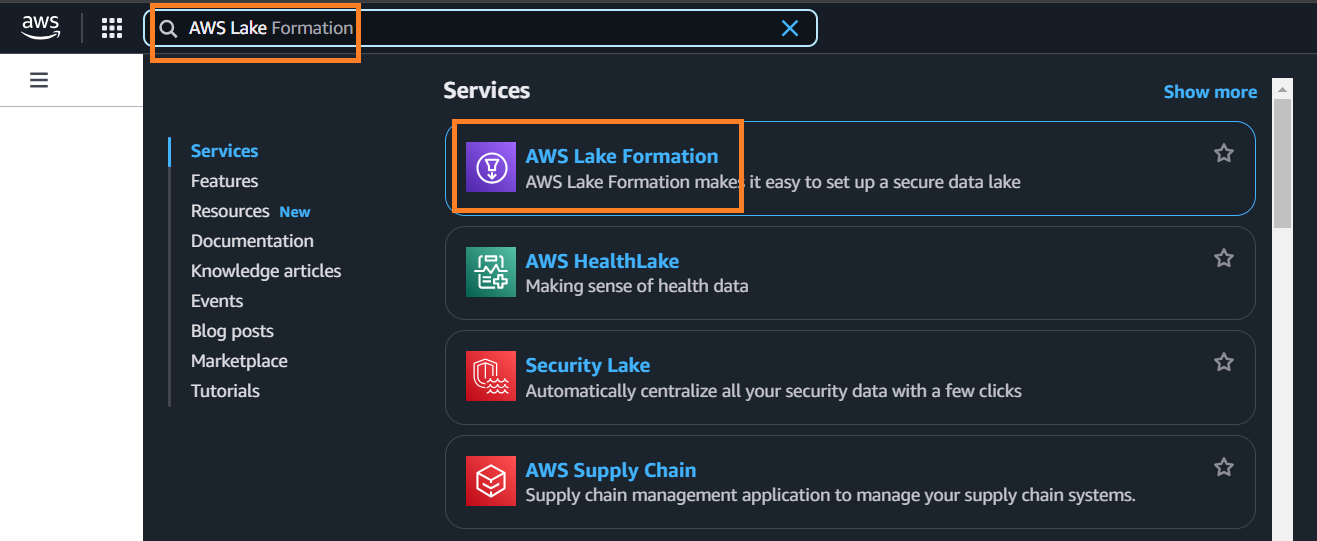 aws
AWS Lake Formation
Services
Show more
Services
Features
Resources New
Documentation
Knowledge articles
Events
Blog posts
Marketplace
Tutorials
AWS Lake Formation
AWS Lake Formation makes it easy to set up a secure data lake
AWS HealthLake
Making sense of health data
Security Lake
Automatically centralize all your security data with a few clicks
AWS Supply Chain
Supply chain management application to manage your supply chain systems.